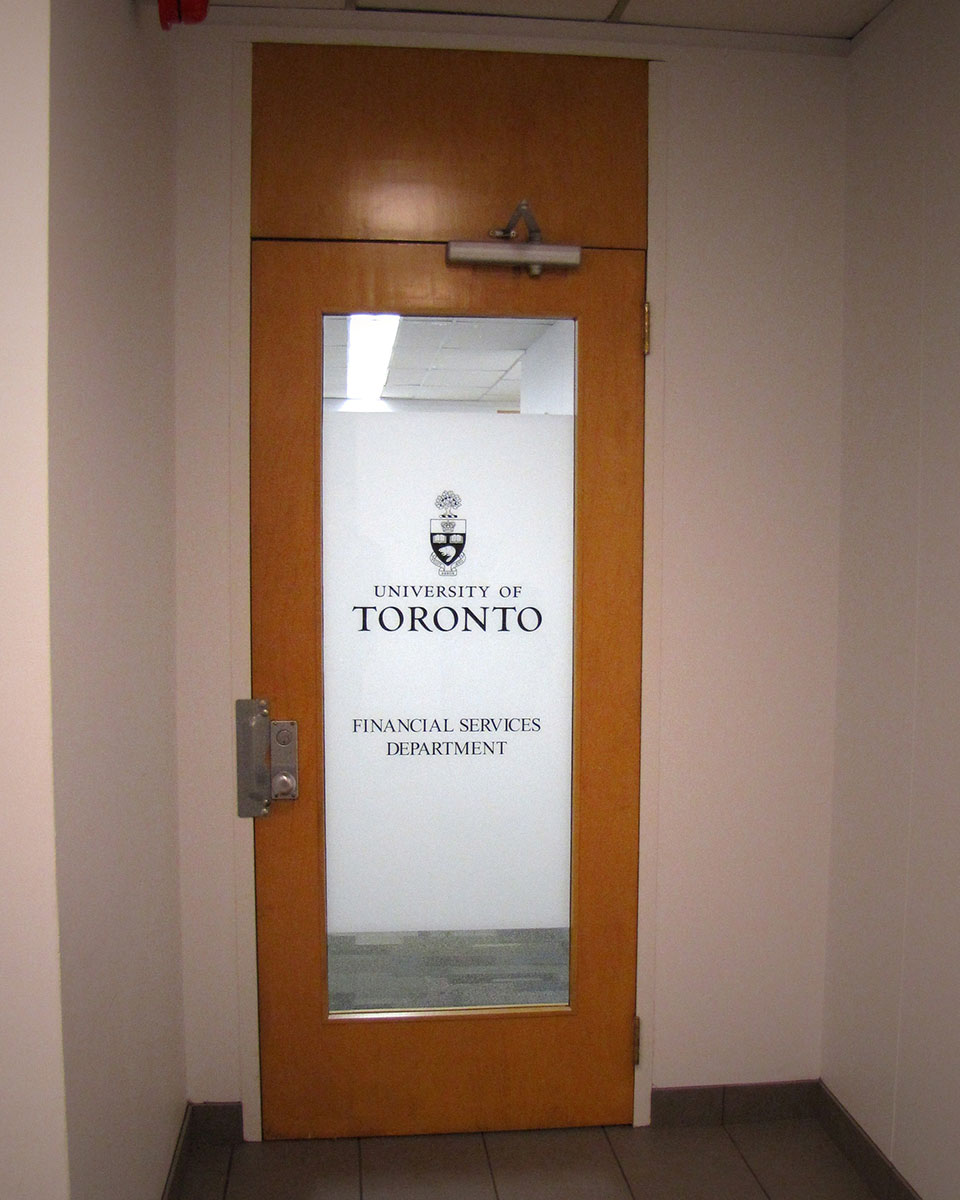 UNIVERSITY OF
TORONTO
FINANCIAL SERVICES
DEPARTMENT